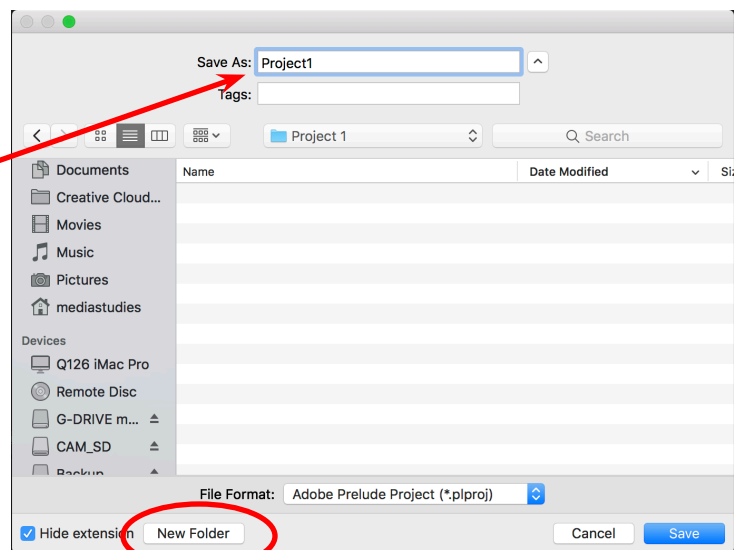 Save As: Project1
Tags:
Project 1
Search
Documents
Name Date Modified
Creative Cloud...
Movies
Music
Pictures
mediastudies
Devices
Q126 iMac Pro
Remote Disc
G-DRIVE m...
CAM_SD
Backup
File Format: Adobe Prelude Project (*.plproj)
Hide extension New Folder Cancel Save